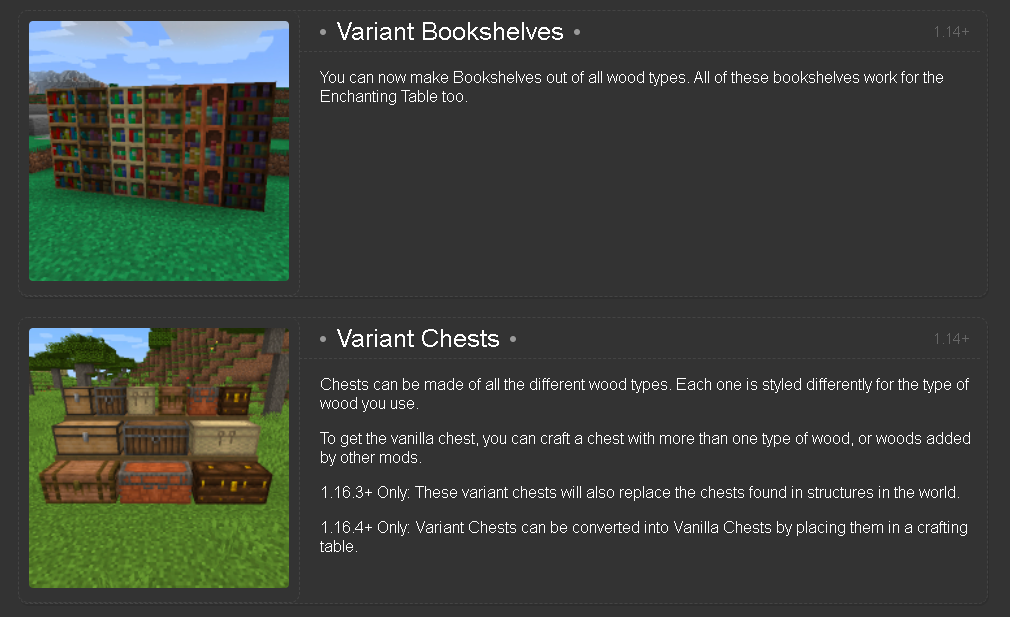 • Variant Bookshelves •
1.14+
You can now make Bookshelves out of all wood types. All of these bookshelves work for the
Enchanting Table too.
• Variant Chests •
1.14+
Chests can be made of all the different wood types. Each one is styled differently for the type of
wood you use.
To get the vanilla chest, you can craft a chest with more than one type of wood, or woods added
by other mods.
1.16.3+ Only: These variant chests will also replace the chests found in structures in the world.
1.16.4+ Only: Variant Chests can be converted into Vanilla Chests by placing them in a crafting
table.